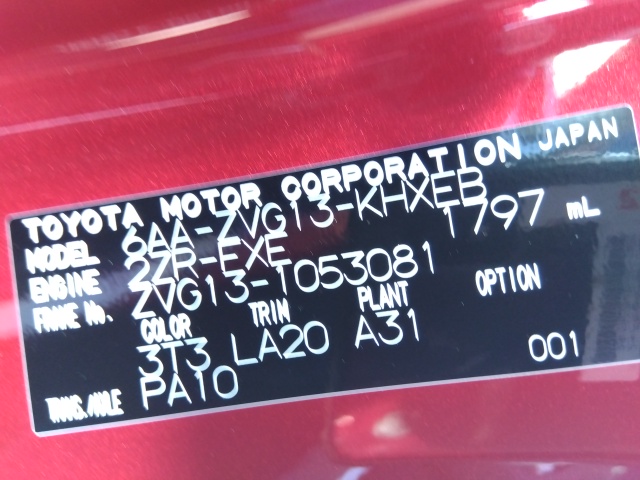 TOYOTA MOTOR CORPORATION JAPAN
MODEL 6AA-ZVG13-KHXEB
ENGINE 2ZR-FXE 1797 mL
FRAME No. ZVG13-1053081
COLOR TRIM PLANT OPTION
3T3 LA20 A31
TRANS./AXLE PA10 001